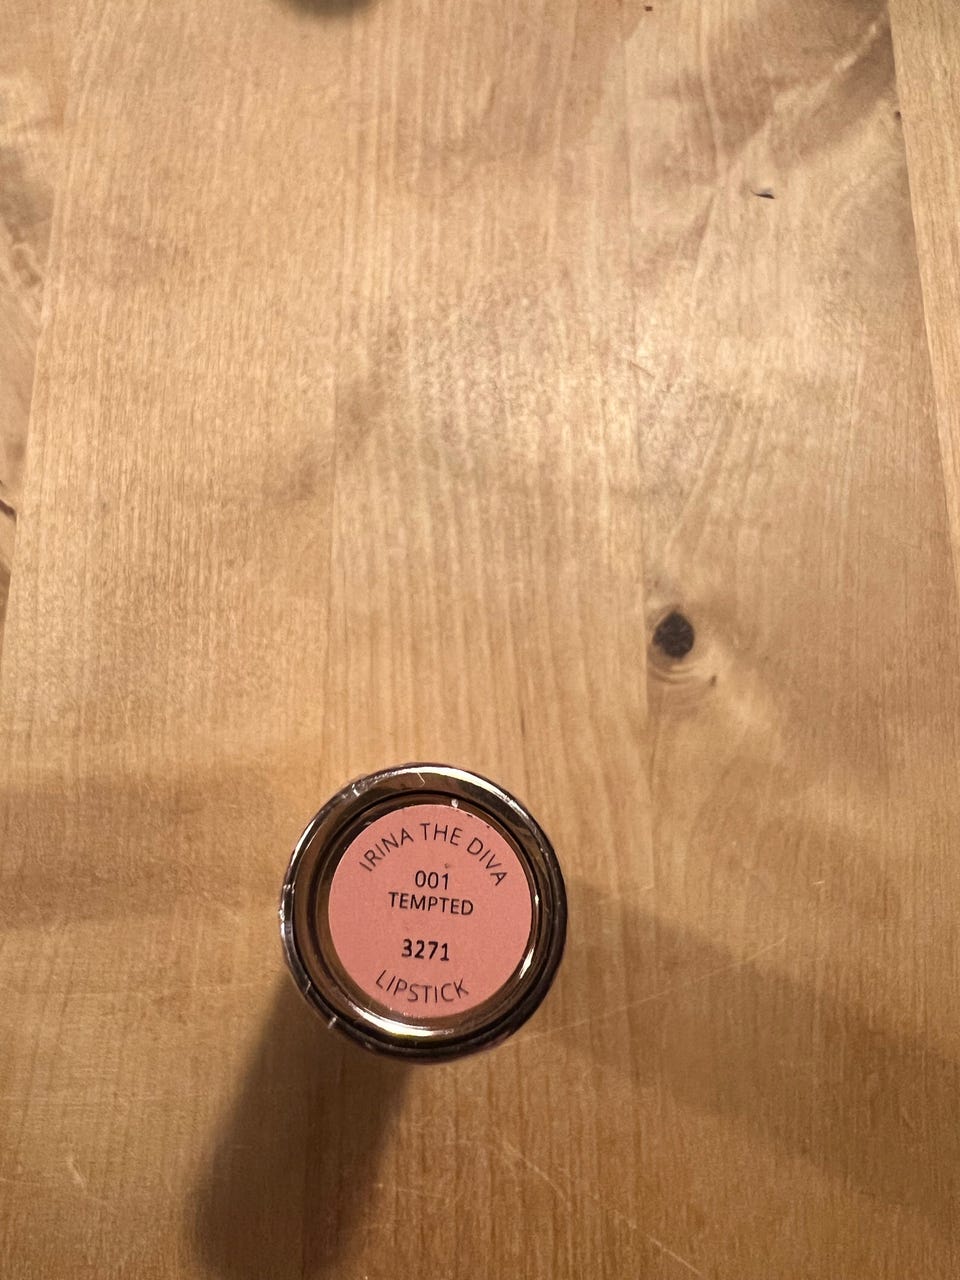 IRINA THE DIVA
001
TEMPTED
3271
LIPSTICK